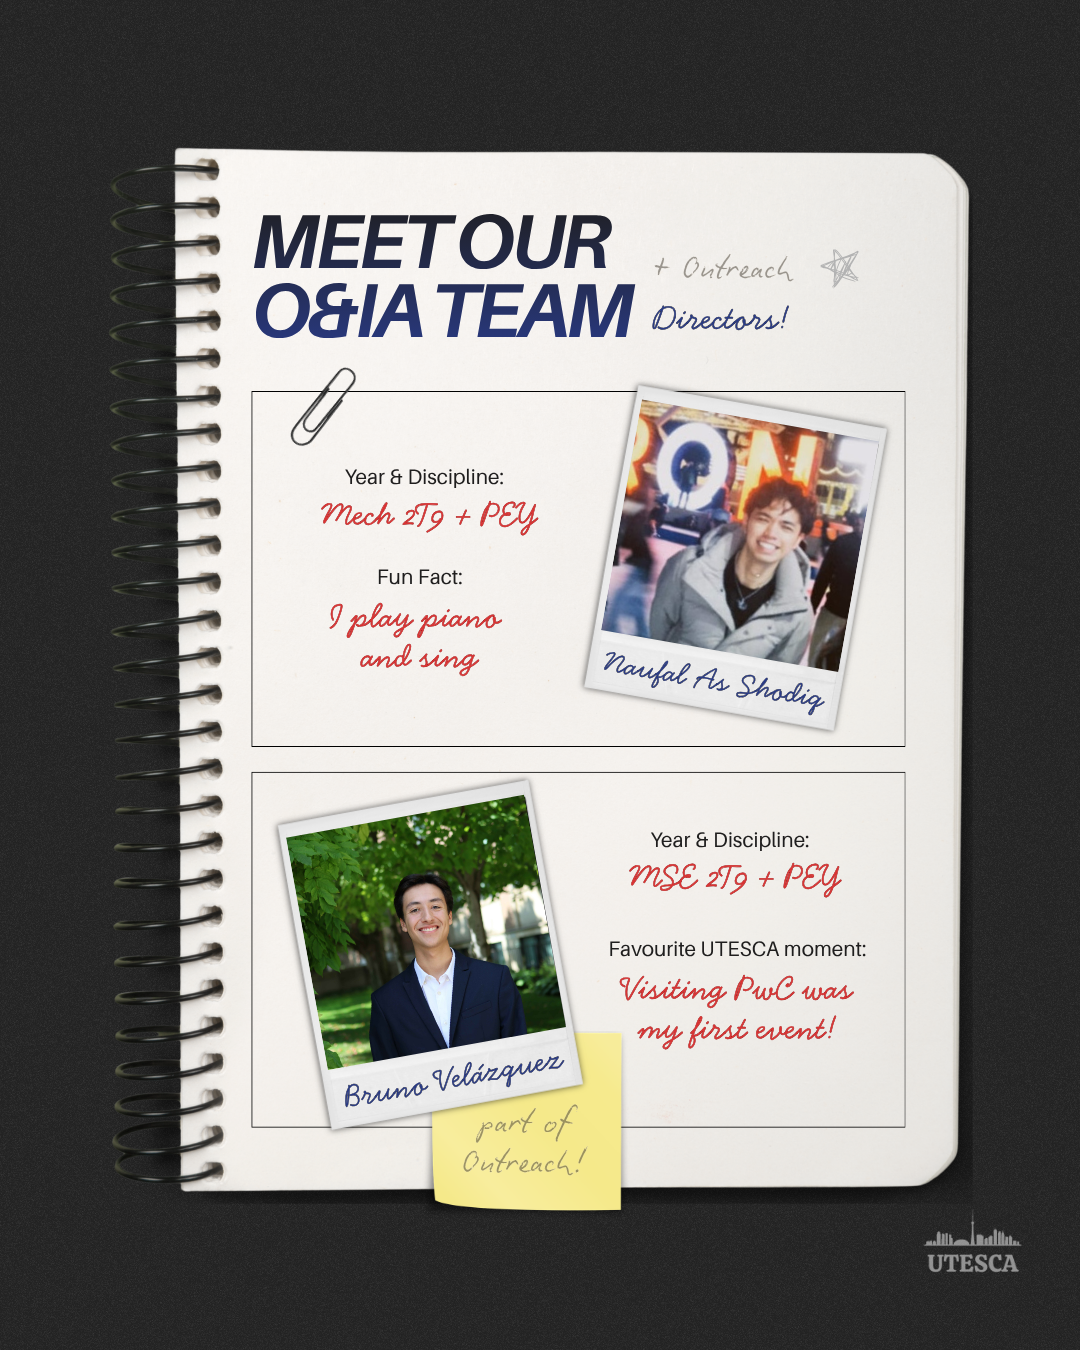 MEET OUR
+ Outreach
O&IA TEAM
Directors!
Year & Discipline:
Mech 2T9 + PEY
Fun Fact:
I play piano
and sing
RON
Naufal As Shodiq
Year & Discipline:
MSE 2T9 + PEY
Favourite UTESCA moment:
Visiting PwC was
my first event!
Bruno Velázquez
part of
Outreach!
UTESCA